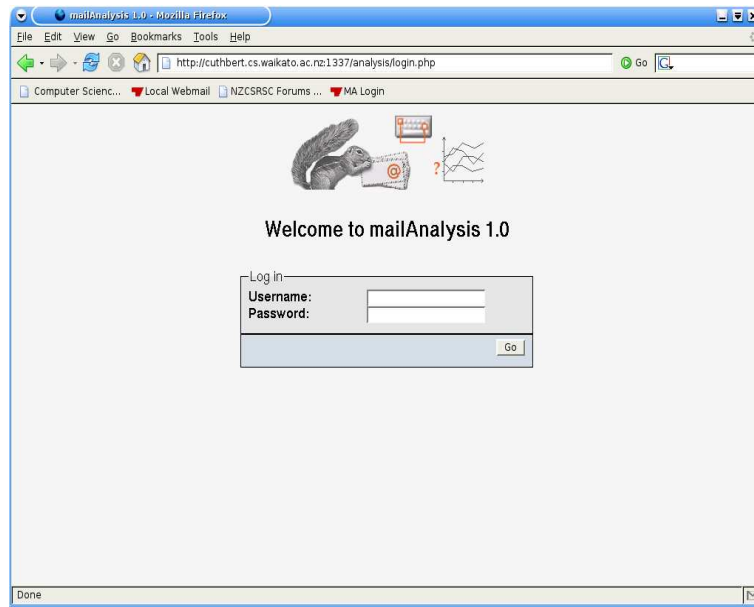 mailAnalysis 1.0 - Mozilla Firefox
File Edit View Go Bookmarks Tools Help
http://cuthbert.cs.waikato.ac.nz:1337/analysis/login.php Go G
Computer Scienc... Local Webmail NZCSRSC Forums ... MA Login
@ ?
Welcome to mailAnalysis 1.0
Log in
Username:
Password:
Go
Done